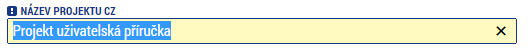 NÁZEV PROJEKTU CZ
Projekt uživatelská příručka